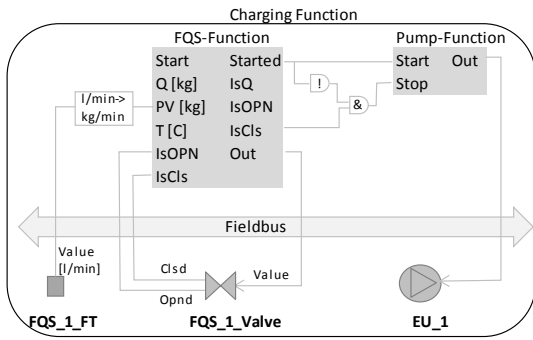 Charging Function
FQS-Function
Pump-Function
Start Started
Q [kg] IsQ
PV [kg] IsOPN
T [C] IsCls
IsOPN Out
IsCls
Start Out
Stop
!
&
l/min->
kg/min
Fieldbus
Value
[l/min]
Clsd
Opnd
Value
FQS_1_FT
FQS_1_Valve
EU_1